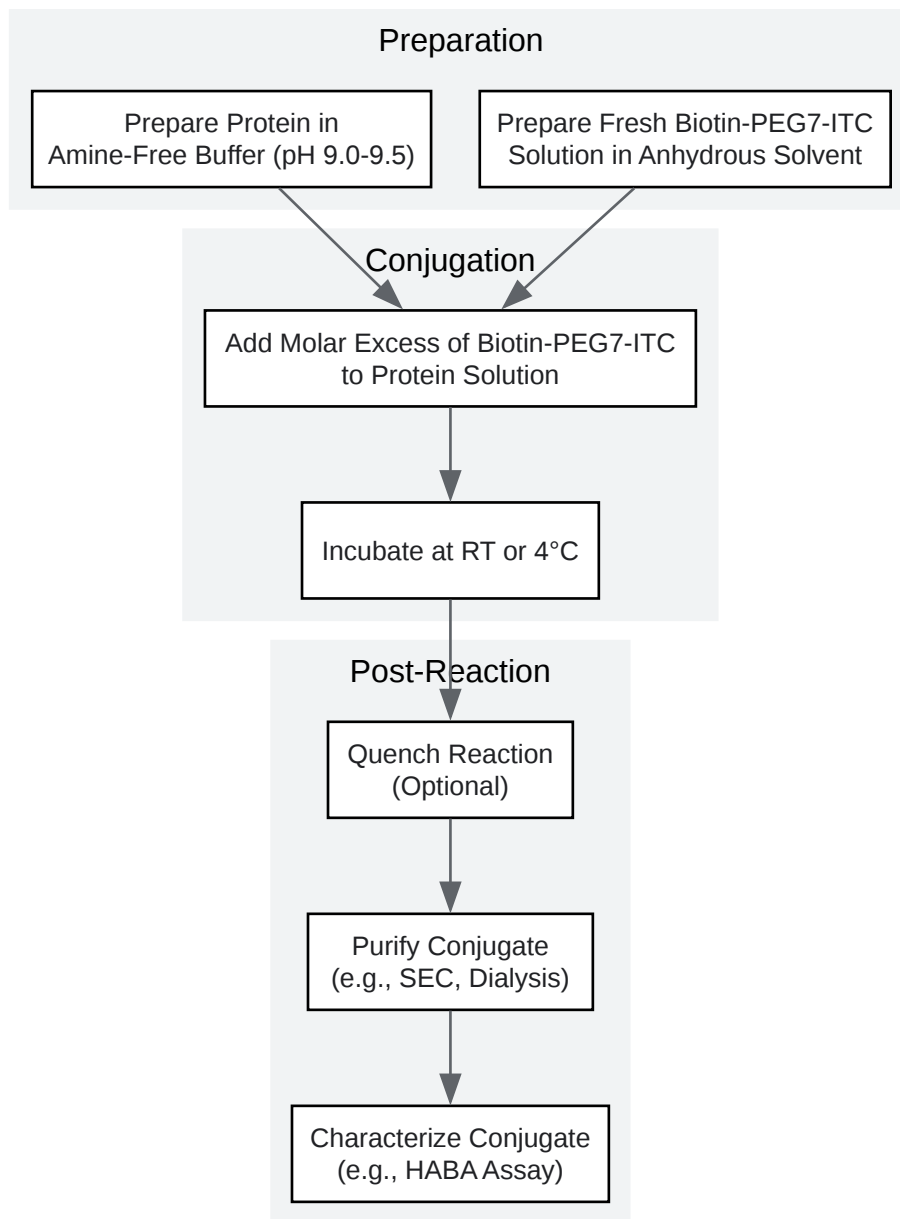 Preparation
Prepare Protein in
Amine-Free Buffer (pH 9.0-9.5)
Prepare Fresh Biotin-PEG7-ITC
Solution in Anhydrous Solvent
Conjugation
Add Molar Excess of Biotin-PEG7-ITC
to Protein Solution
Incubate at RT or 4°C
Post-Reaction
Quench Reaction
(Optional)
Purify Conjugate
(e.g., SEC, Dialysis)
Characterize Conjugate
(e.g., HABA Assay)